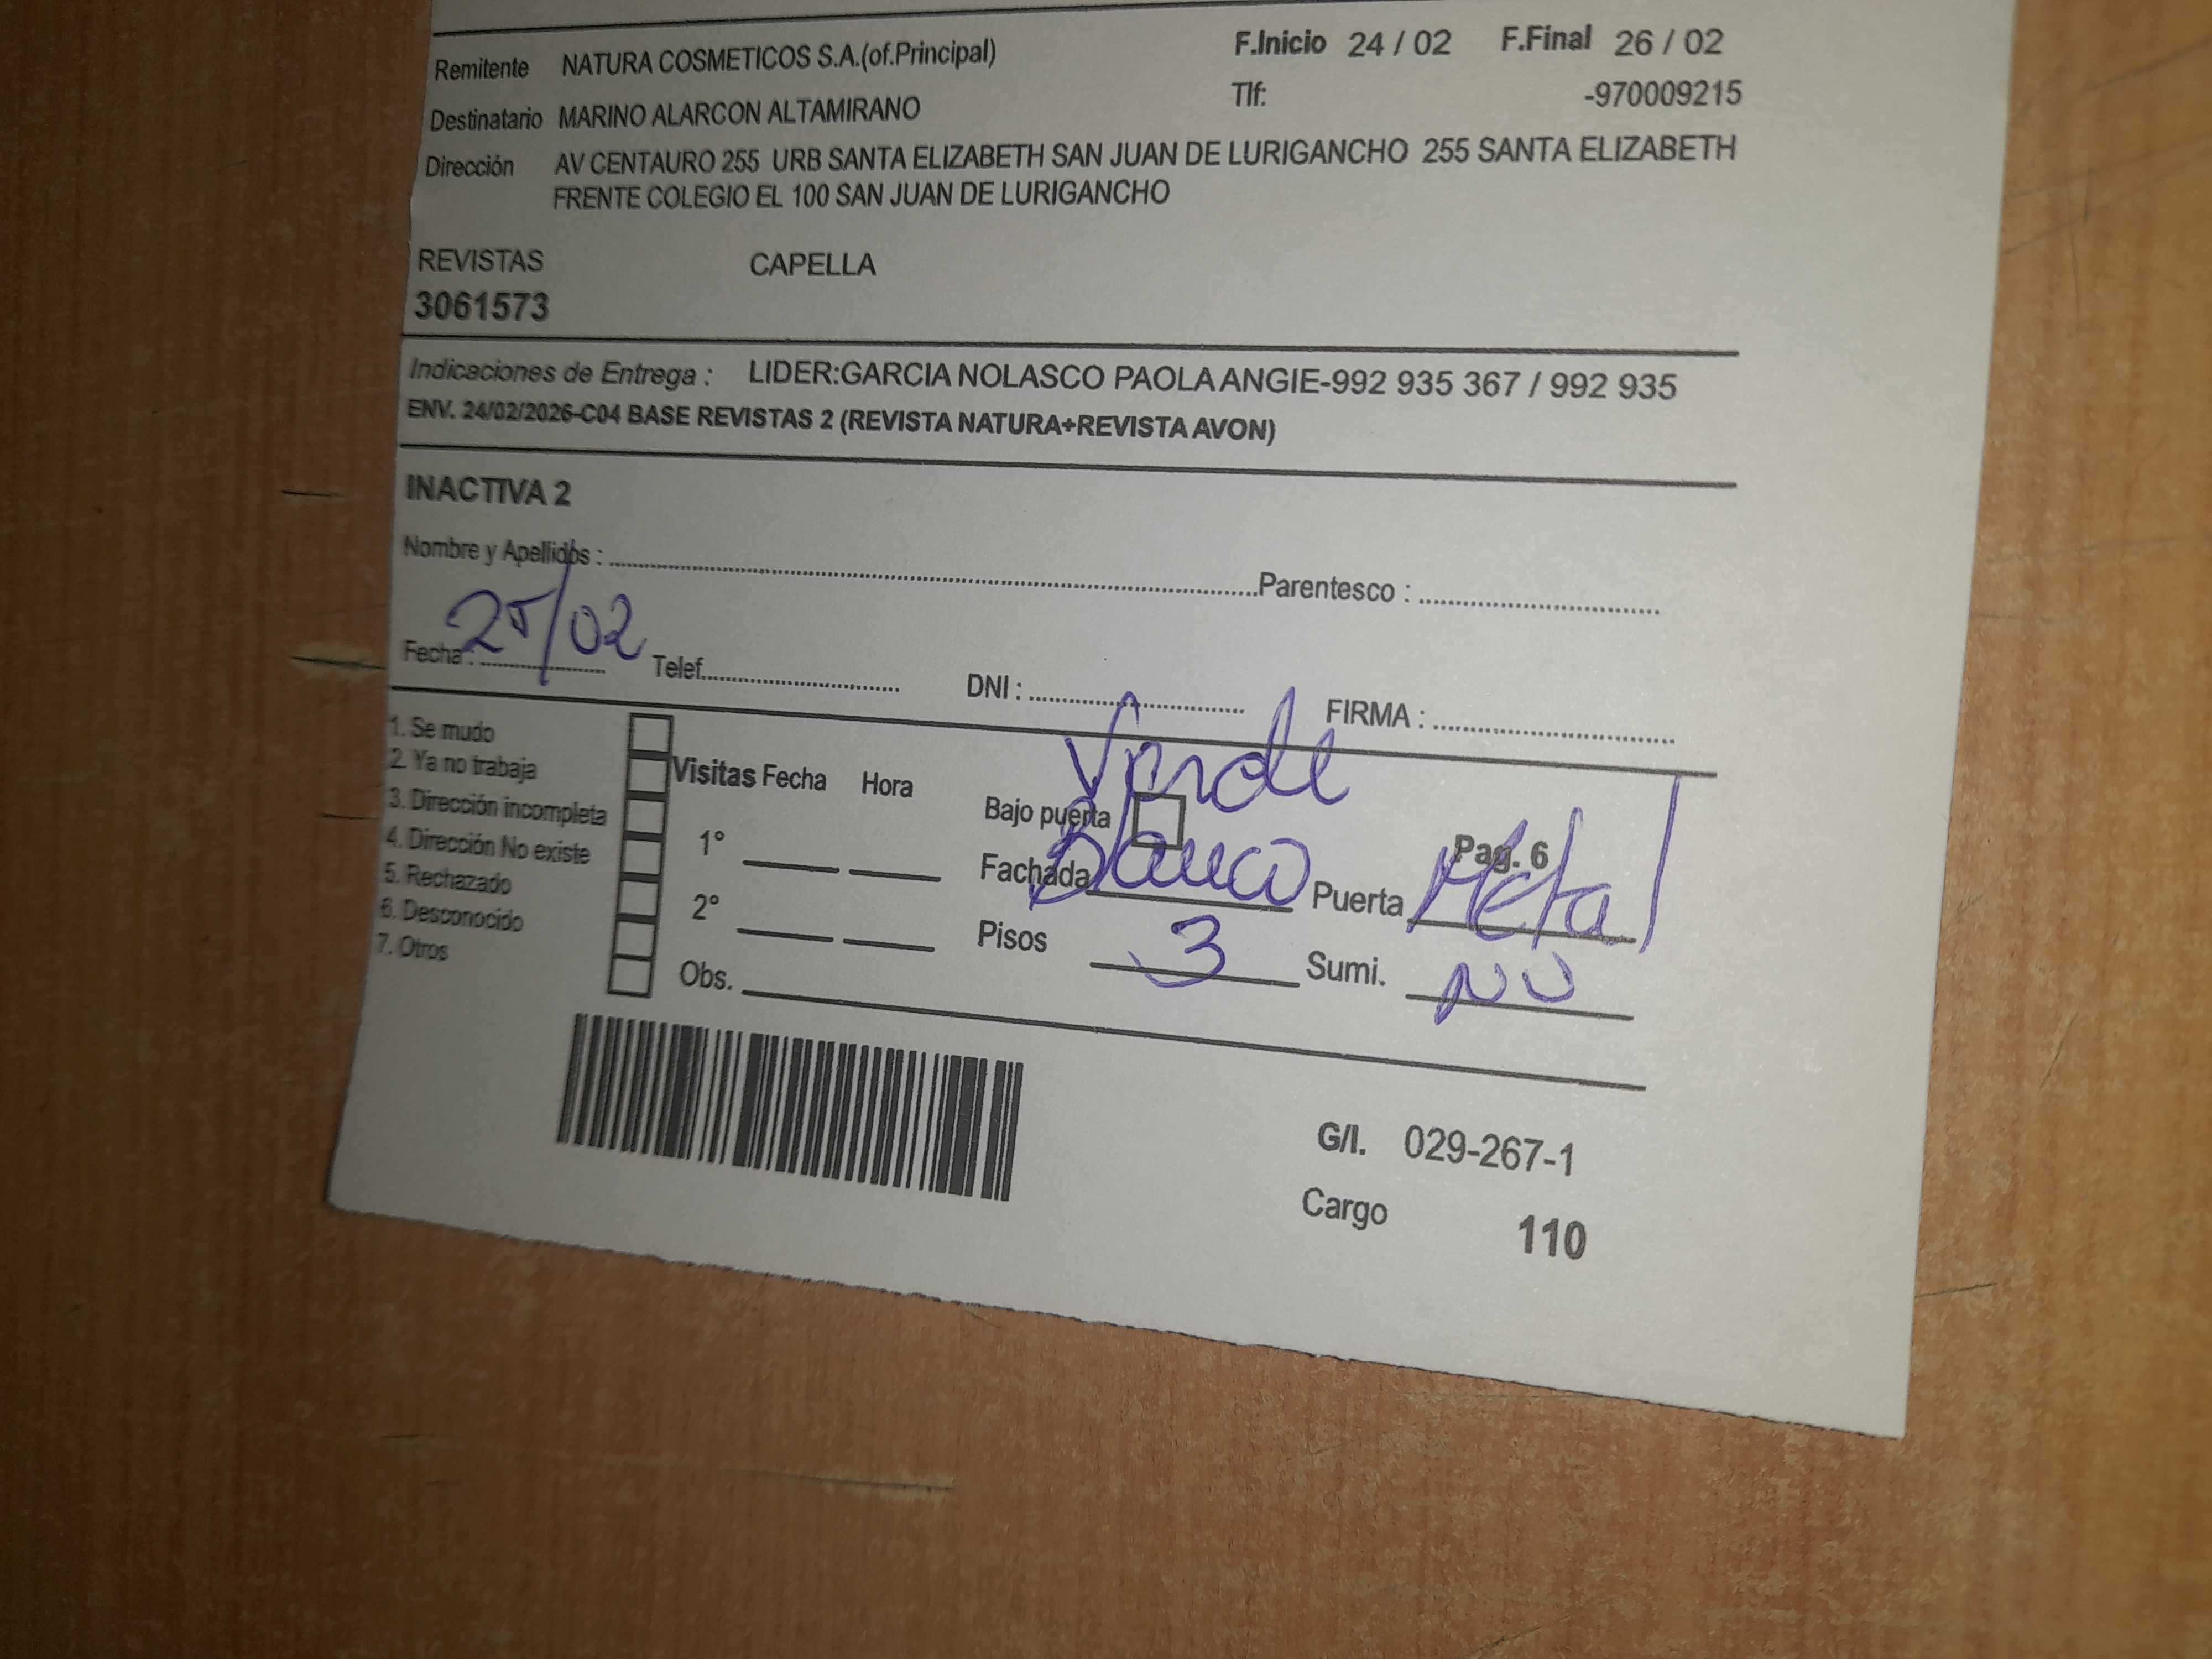 Remitente NATURA COSMETICOS S.A.(of.Principal) F.Inicio 24 / 02 F.Final 26 / 02
Destinatario MARINO ALARCON ALTAMIRANO Tlf: -970009215
Dirección AV CENTAURO 255 URB SANTA ELIZABETH SAN JUAN DE LURIGANCHO 255 SANTA ELIZABETH
FRENTE COLEGIO EL 100 SAN JUAN DE LURIGANCHO
REVISTAS CAPELLA
3061573
Indicaciones de Entrega : LIDER:GARCIA NOLASCO PAOLA ANGIE-992 935 367 / 992 935
ENV. 24/02/2026-C04 BASE REVISTAS 2 (REVISTA NATURA+REVISTA AVON)
INACTIVA 2
Nombre y Apellidos : Parentesco :
Fecha : 25/02 Telef. DNI : FIRMA :
1. Se mudo
2. Ya no trabaja
3. Dirección incompleta
4. Dirección No existe
5. Rechazado
6. Desconocido
7. Otros
Visitas Fecha Hora
1°
2°
Obs.
Verde
Bajo puerta Pag. 6
Fachada Blanco Puerta Metal
Pisos 3 Sumi. NO
G/I. 029-267-1
Cargo 110